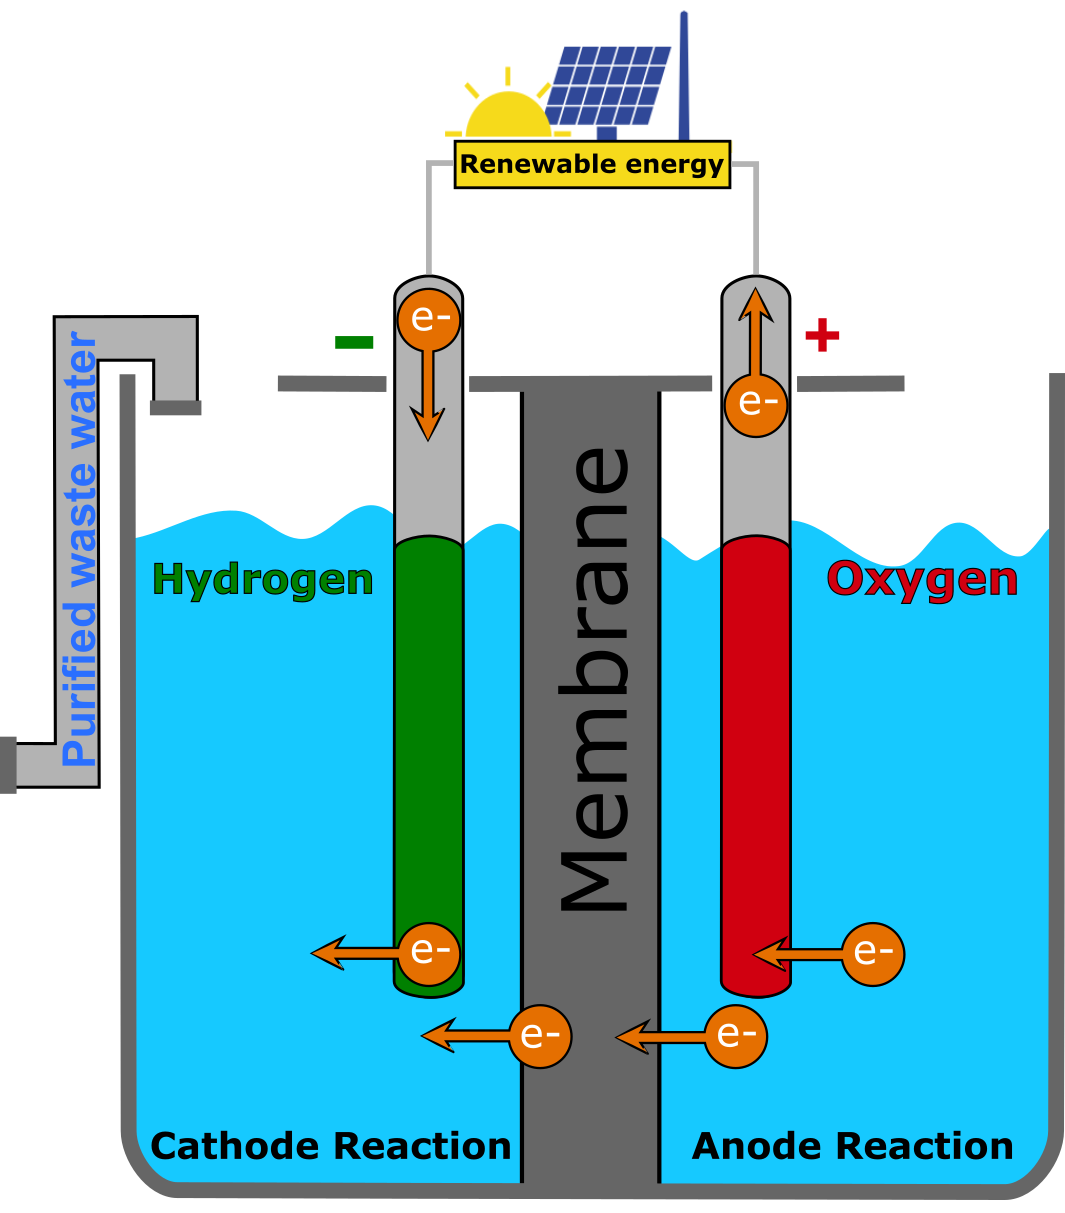 Renewable energy
e-
e-
-
+
Purified waste water
Hydrogen
Oxygen
Membrane
e-
e-
e-
e-
Cathode Reaction
Anode Reaction